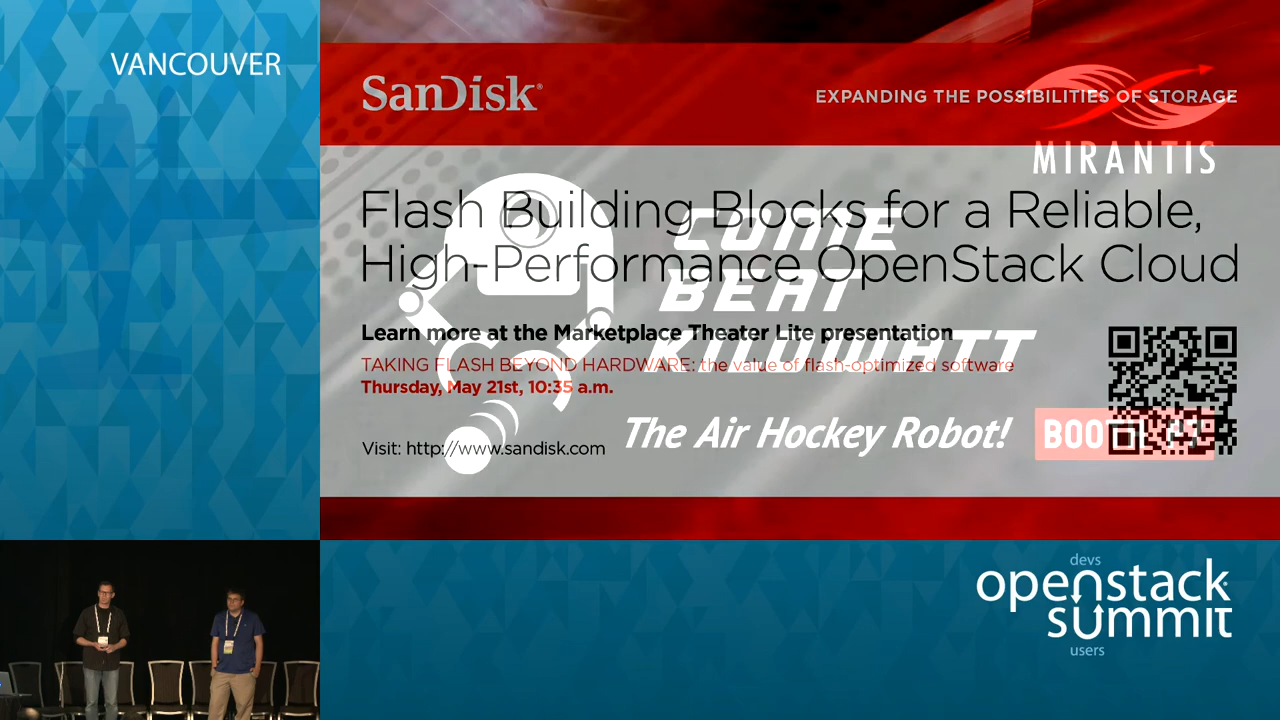 VANCOUVER
SanDisk
EXPANDING THE POSSIBILITIES OF STORAGE
MIRANTIS
Flash Building Blocks for a Reliable,
High-Performance OpenStack Cloud
COME
BEAT
Learn more at the Marketplace Theater Lite presentation
TAKING FLASH BEYOND HARDWARE: the value of flash-optimized software
Thursday, May 21st, 10:35 a.m.
The Air Hockey Robot!
Visit: http://www.sandisk.com
devs
openstack
summit
users